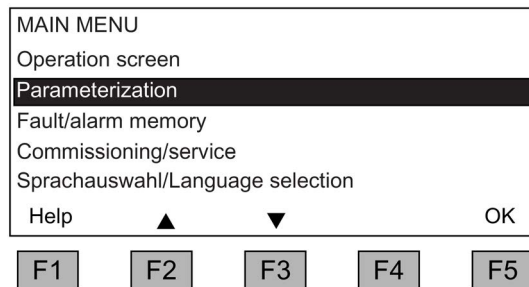 MAIN MENU
Operation screen
Parameterization
Fault/alarm memory
Commissioning/service
Sprachauswahl/Language selection
Help ▲ ▼ OK
F1 F2 F3 F4 F5